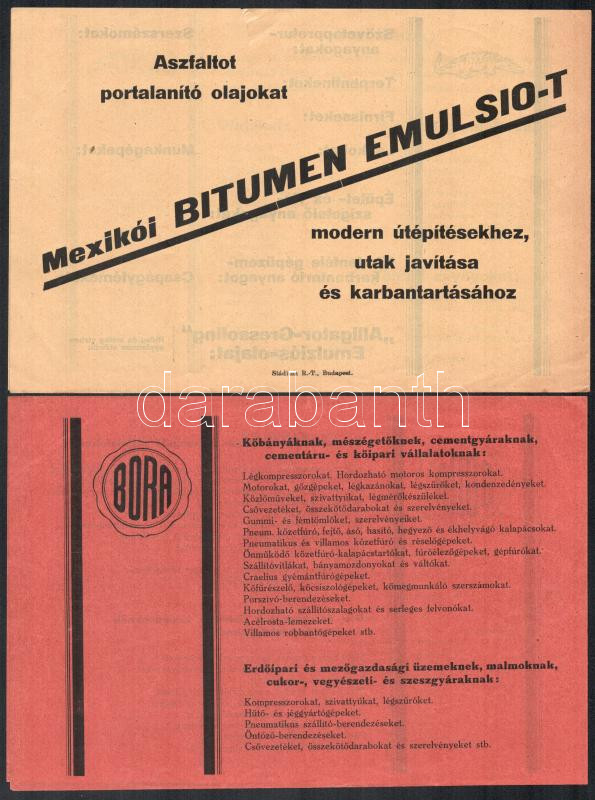 Aszfaltot
portalanító olajokat
Mexikói BITUMEN EMULSIO-T
modern útépítésekhez,
utak javítása
és karbantartásához
Stádium R.-T., Budapest.
darabanth
BORA
Kőbányáknak, mészégetőknek, cementgyáraknak,
cementáru- és kőipari vállalatoknak:
Légkompresszorokat. Hordozható motoros kompresszorokat.
Motorokat, gőzgépeket, légkazánokat, légszűrőket, kondenzedényeket.
Közlőműveket, szivattyúkat, légmérőkészüleket.
Csővezetéket, összekötődarabokat és szerelvényeket.
Gummi- és fémtömlőket, szerelvényeiket.
Pneum. kőzetfúró, fejtő, ásó, hasító, hegyező és ékhelyvágó kalapácsokat.
Pneumatikus és villamos kőzetfúró és réselőgépeket.
Önműködő kőzetfúró-kalapácstartókat, fúróélezőgépeket, gépfúrókat.
Szállítóvitlákat, bányamozdonyokat és váltókat.
Craelius gyémántfúrógépeket.
Kőfűrészelő, kőcsiszológépeket, kőmegmunkáló szerszámokat.
Porszívó-berendezéseket.
Hordozható szállítószalagokat és serleges felvonókat.
Acélrosta-lemezeket.
Villamos robbantógépeket stb.
Erdőipari és mezőgazdasági üzemeknek, malmoknak,
cukor-, vegyészeti- és szeszgyáraknak:
Kompresszorokat, szivattyúkat, légszűrőket.
Hűtő- és jéggyártógépeket.
Pneumatikus szállító-berendezéseket.
Öntöző-berendezéseket.
Csővezetéket, összekötődarabokat és szerelvényeket stb.